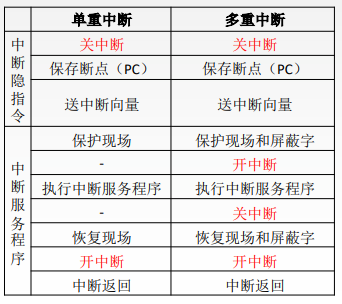 单重中断 多重中断
中断隐指令
关中断 关中断
保存断点（PC） 保存断点（PC）
送中断向量 送中断向量
中断服务程序
保护现场 保护现场和屏蔽字
- 开中断
执行中断服务程序 执行中断服务程序
- 关中断
恢复现场 恢复现场和屏蔽字
开中断 开中断
中断返回 中断返回